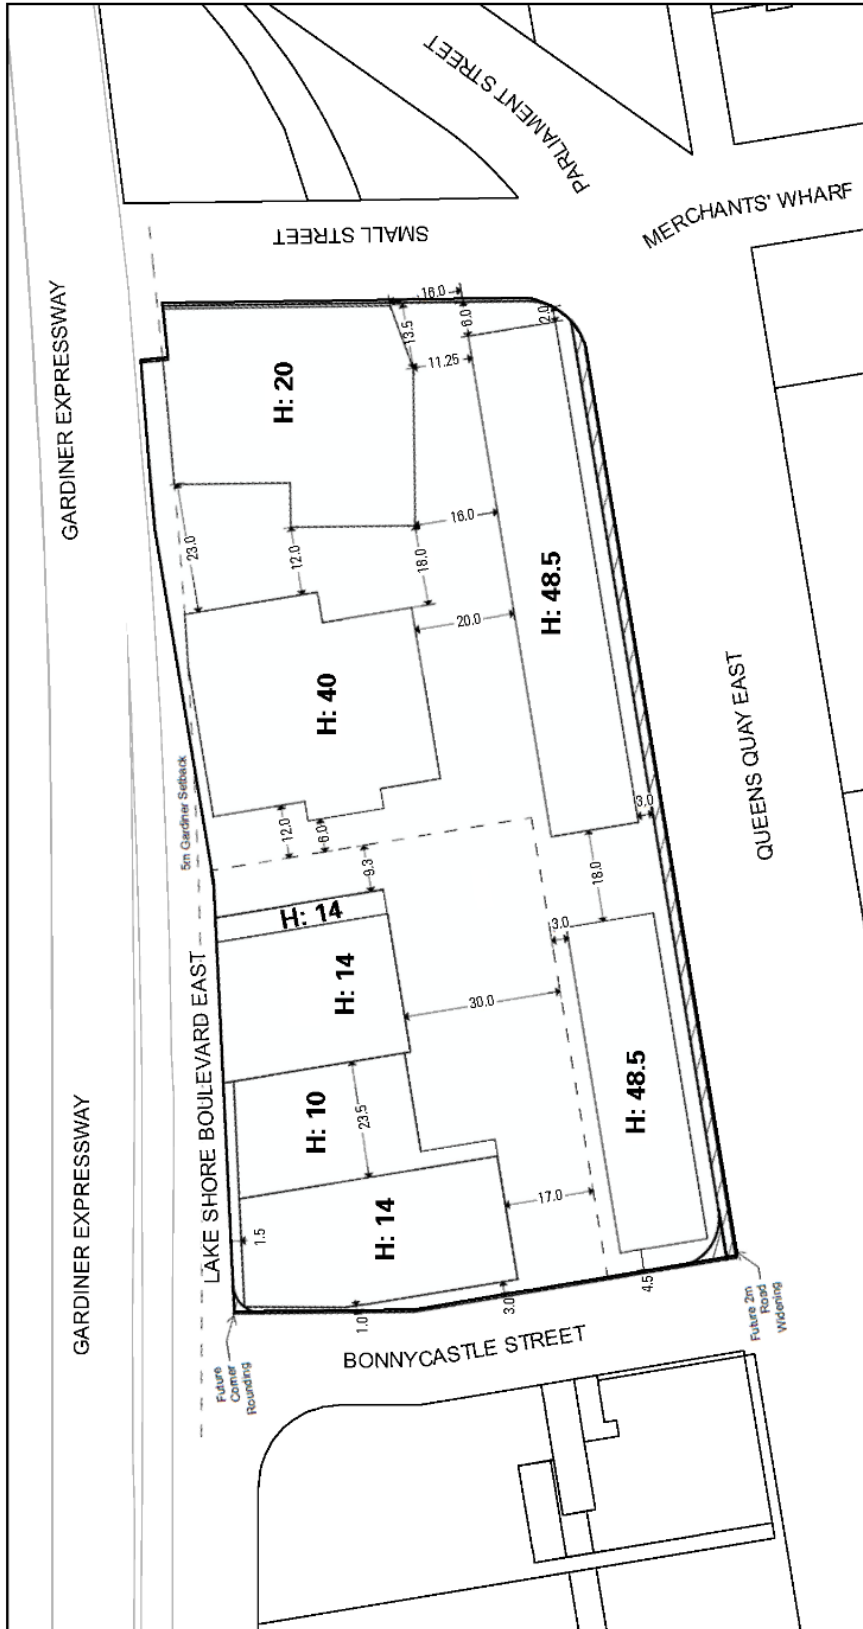 PARLIAMENT STREET
MERCHANTS' WHARF
SMALL STREET
GARDINER EXPRESSWAY
16.0
6.0
2.0
13.5
11.25
H: 20
16.0
23.0
12.0
18.0
H: 48.5
20.0
H: 40
5m Gardiner Setback
12.0
6.0
3.0
9.3
18.0
QUEENS QUAY EAST
H: 14
3.0
H: 14
30.0
LAKE SHORE BOULEVARD EAST
H: 10
23.5
H: 48.5
GARDINER EXPRESSWAY
H: 14
17.0
1.5
4.5
3.0
1.0
Future 2m
Road
Widening
BONNYCASTLE STREET
Future
Corner
Rounding